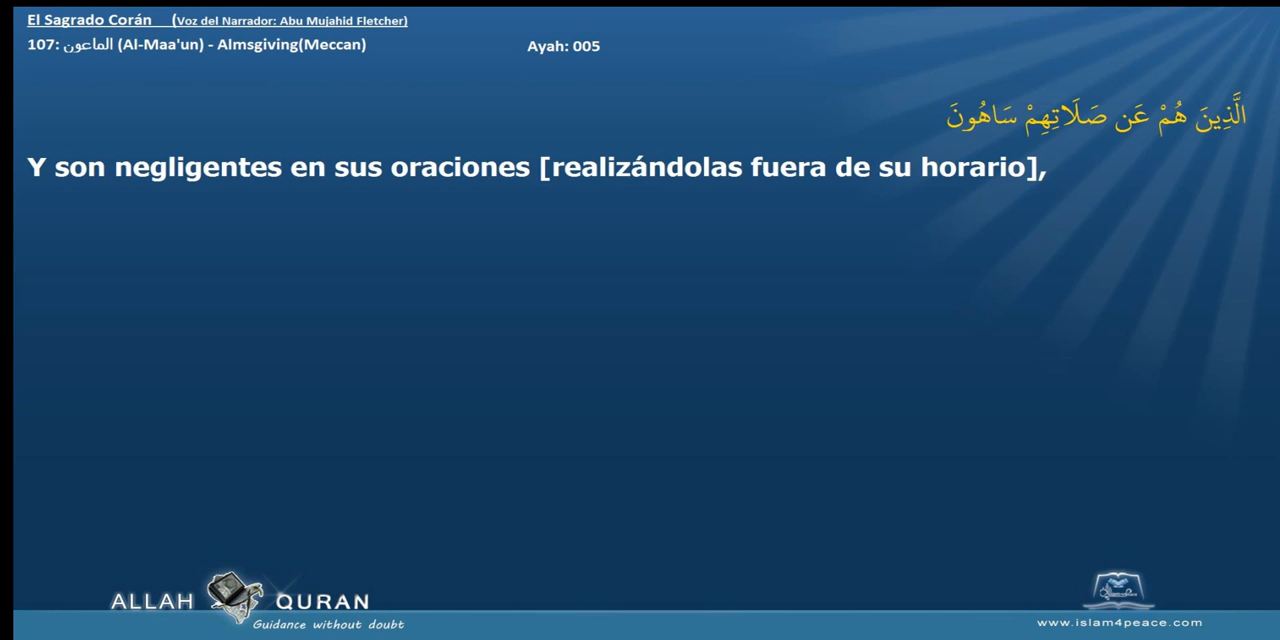 El Sagrado Corán (Voz del Narrador: Abu Mujahid Fletcher)
107: الماعون (Al-Maa'un) - Almsgiving(Meccan) Ayah: 005
الَّذِينَ هُمْ عَن صَلَاتِهِمْ سَاهُونَ
Y son negligentes en sus oraciones [realizándolas fuera de su horario],
ALLAH QURAN
Guidance without doubt
www.islam4peace.com